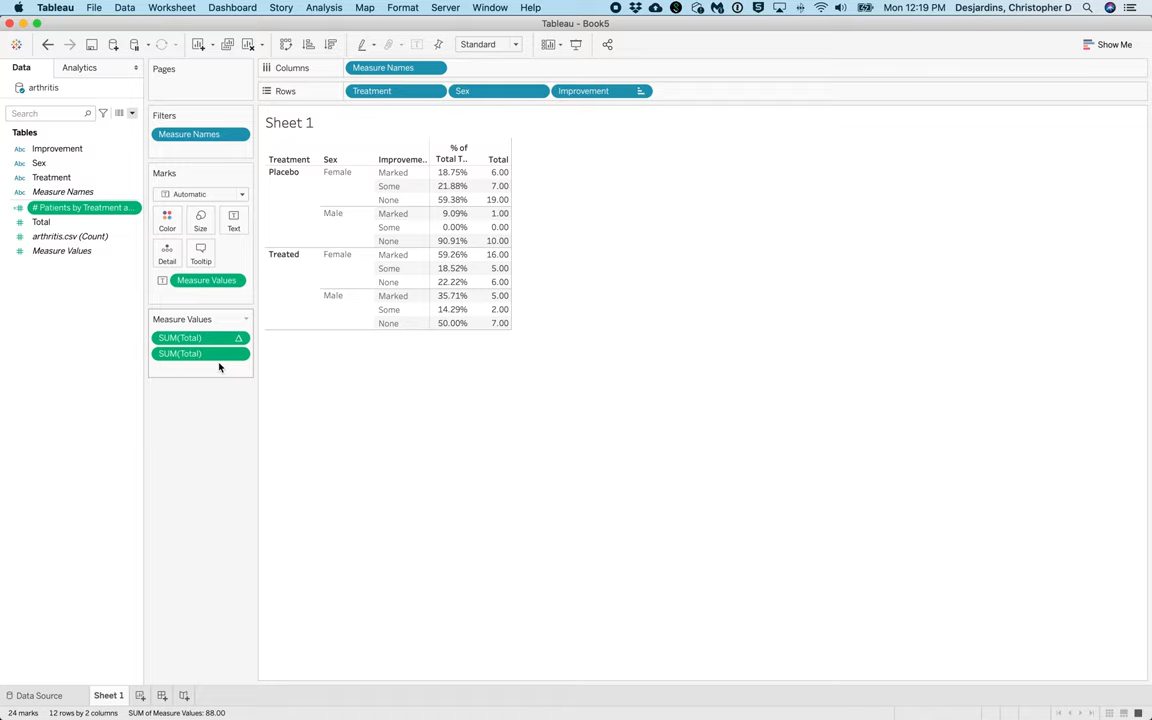 Tableau File Data Worksheet Dashboard Story Analysis Map Format Server Window Help Mon 12:19 PM Desjardins, Christopher D
Tableau - Book5
Standard Show Me
Data Analytics Pages Columns Measure Names
arthritis Rows Treatment Sex Improvement
Search Filters
Tables Measure Names Sheet 1
Abc Improvement
Abc Sex
Abc Treatment
Abc Measure Names
=# # Patients by Treatment a...
# Total
# arthritis.csv (Count)
# Measure Values
Marks
Automatic
Color Size Text
Detail Tooltip
Measure Values
Measure Values
SUM(Total)
SUM(Total)
% of
Treatment Sex Improveme.. Total T.. Total
Placebo Female Marked 18.75% 6.00
Some 21.88% 7.00
None 59.38% 19.00
Male Marked 9.09% 1.00
Some 0.00% 0.00
None 90.91% 10.00
Treated Female Marked 59.26% 16.00
Some 18.52% 5.00
None 22.22% 6.00
Male Marked 35.71% 5.00
Some 14.29% 2.00
None 50.00% 7.00
Data Source Sheet 1
24 marks 12 rows by 2 columns SUM of Measure Values: 88.00